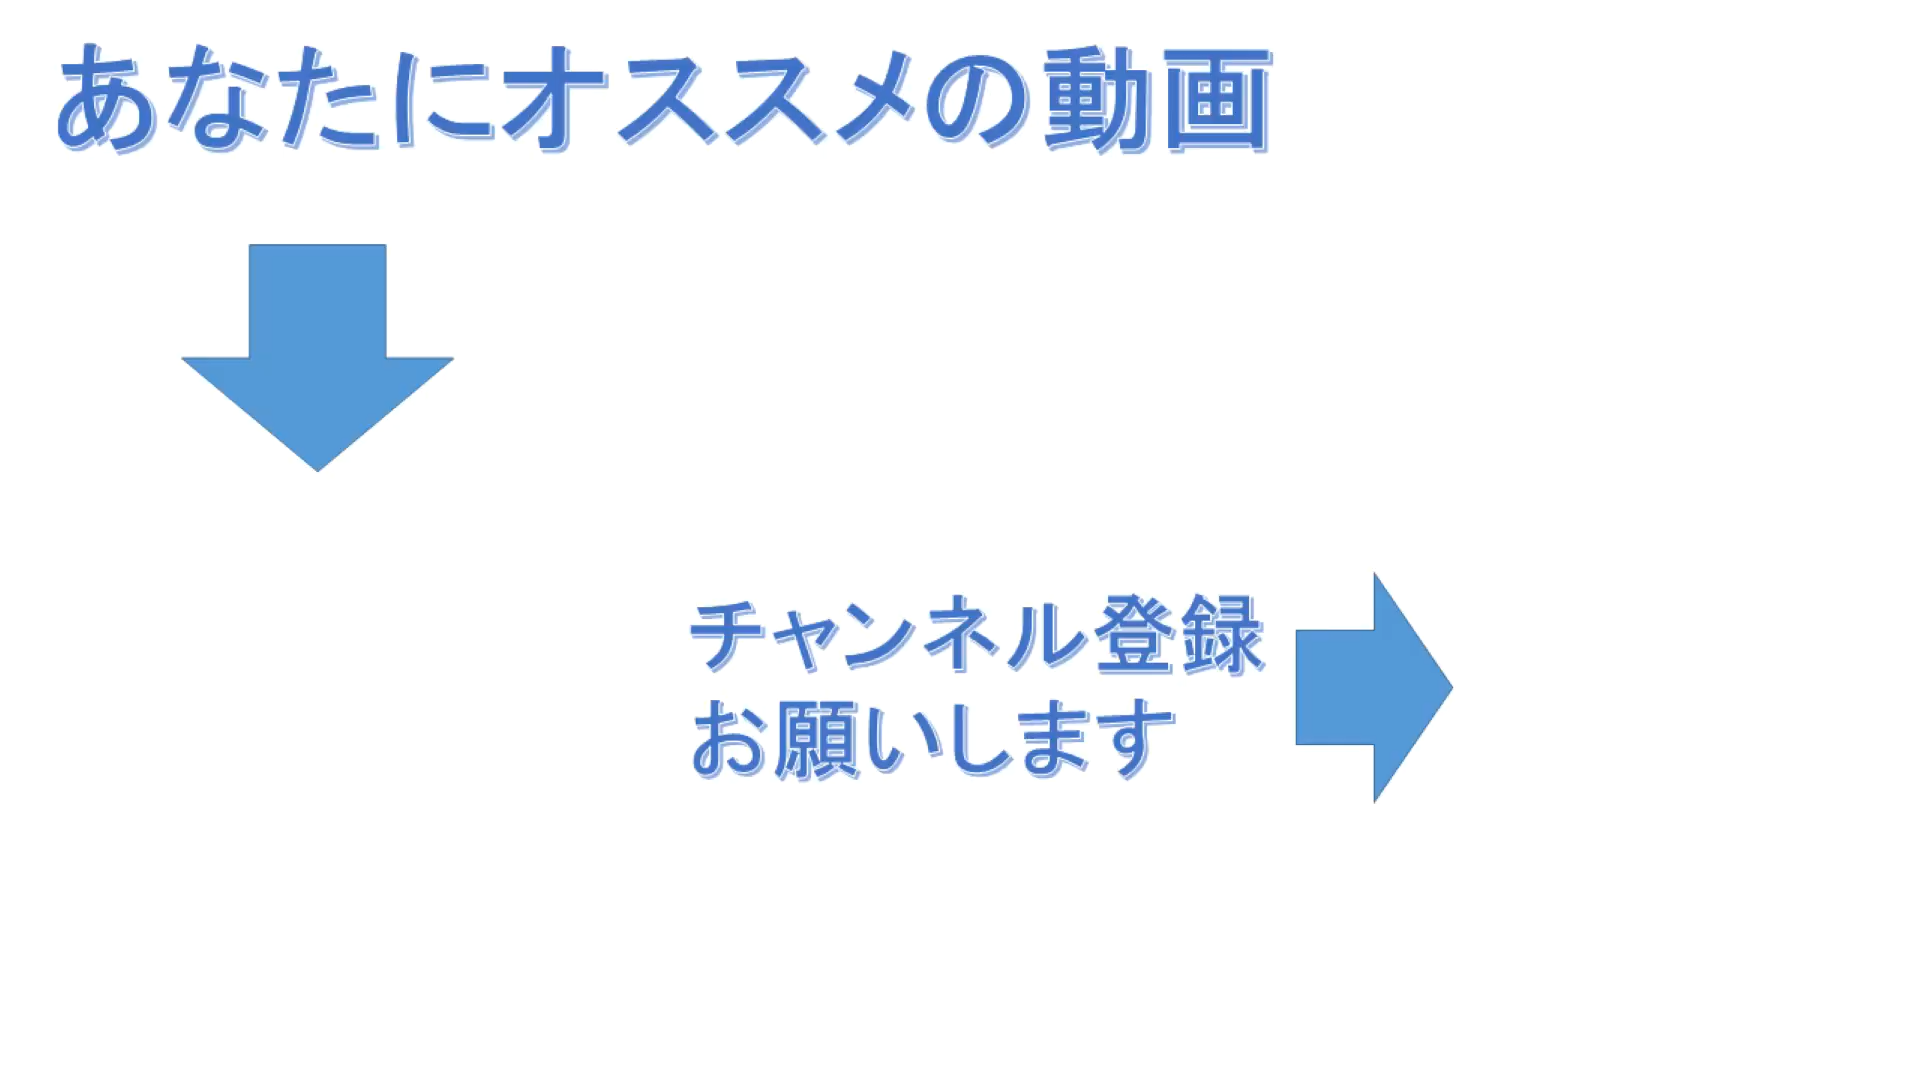 あなたにオススメの動画
チャンネル登録
お願いします